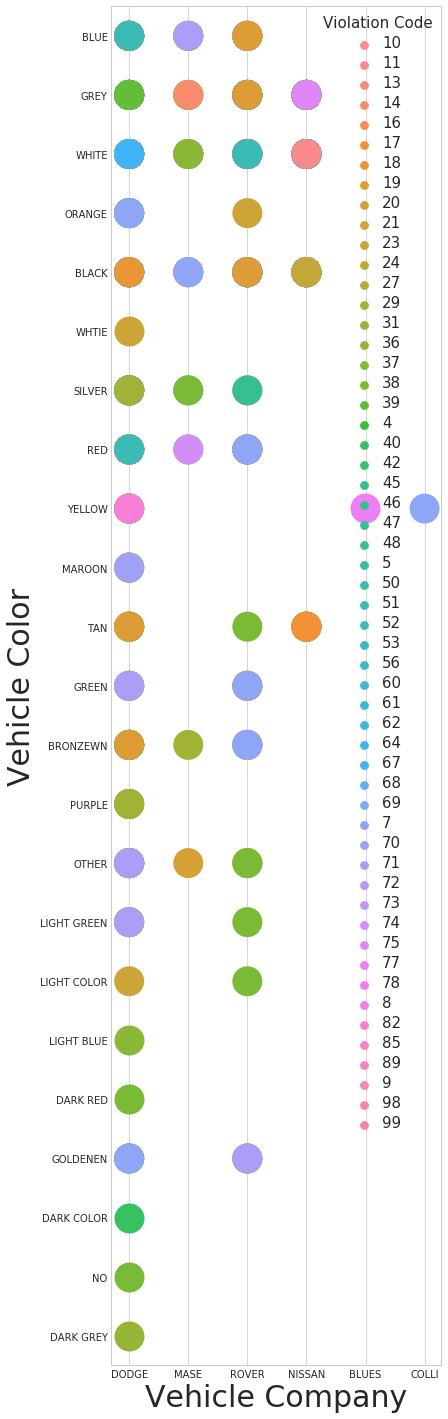 Violation Code
10
11
13
14
16
17
18
19
20
21
23
24
27
29
31
36
37
38
39
4
40
42
45
46
47
48
5
50
51
52
53
56
60
61
62
64
67
68
69
7
70
71
72
73
74
75
77
78
8
82
85
89
9
98
99
BLUE
GREY
WHITE
ORANGE
BLACK
WHTIE
SILVER
RED
YELLOW
MAROON
TAN
GREEN
BRONZEWN
PURPLE
OTHER
LIGHT GREEN
LIGHT COLOR
LIGHT BLUE
DARK RED
GOLDENEN
DARK COLOR
NO
DARK GREY
Vehicle Color
DODGE MASE ROVER NISSAN BLUES COLLI
Vehicle Company